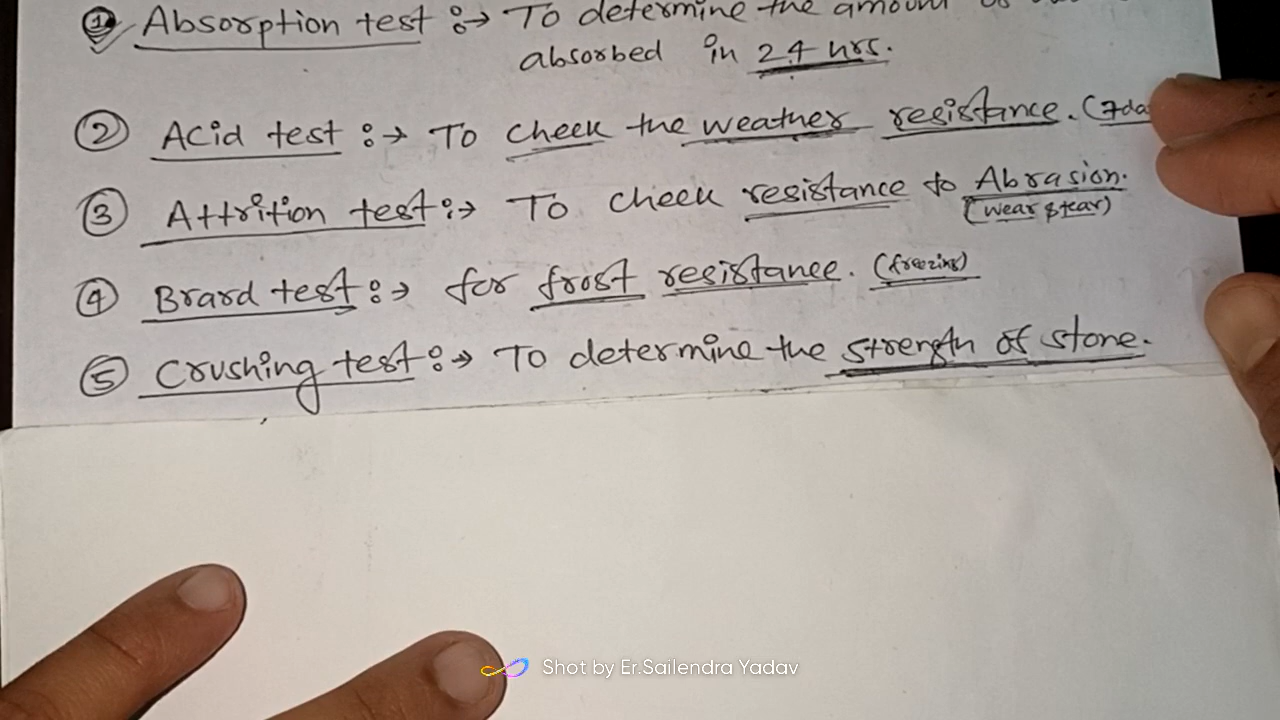 ① Absorption test :→ To determine the amount
absorbed in 24 hrs.
② Acid test :→ To check the weather resistance. (7da
③ Attrition test :→ To check resistance to Abrasion.
(wear & tear)
④ Brard test :→ for frost resistance. (freezing)
⑤ Crushing test :→ To determine the strength of stone.
Shot by Er.Sailendra Yadav